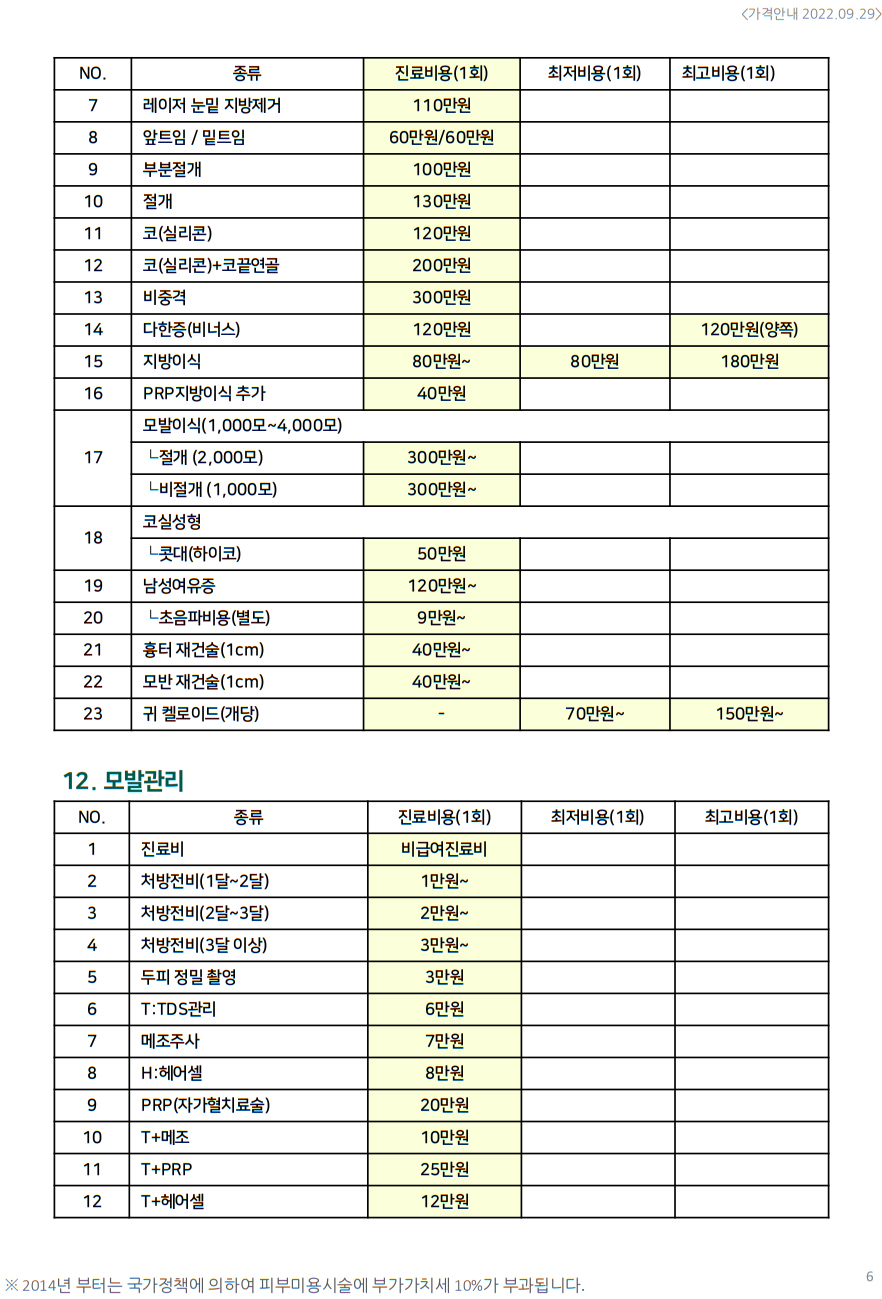 <가격안내 2022.09.29>
NO. 종류 진료비용(1회) 최저비용(1회) 최고비용(1회)
7 레이저 눈밑 지방제거 110만원
8 앞트임 / 밑트임 60만원/60만원
9 부분절개 100만원
10 절개 130만원
11 코(실리콘) 120만원
12 코(실리콘)+코끝연골 200만원
13 비중격 300만원
14 다한증(비너스) 120만원 120만원(양쪽)
15 지방이식 80만원~ 80만원 180만원
16 PRP지방이식 추가 40만원
17 모발이식(1,000모~4,000모)
└절개 (2,000모) 300만원~
└비절개 (1,000모) 300만원~
18 코실성형
└콧대(하이코) 50만원
19 남성여유증 120만원~
20 └초음파비용(별도) 9만원~
21 흉터 재건술(1cm) 40만원~
22 모반 재건술(1cm) 40만원~
23 귀 켈로이드(개당) - 70만원~ 150만원~
12. 모발관리
NO. 종류 진료비용(1회) 최저비용(1회) 최고비용(1회)
1 진료비 비급여진료비
2 처방전비(1달~2달) 1만원~
3 처방전비(2달~3달) 2만원~
4 처방전비(3달 이상) 3만원~
5 두피 정밀 촬영 3만원
6 T:TDS관리 6만원
7 메조주사 7만원
8 H:헤어셀 8만원
9 PRP(자가혈치료술) 20만원
10 T+메조 10만원
11 T+PRP 25만원
12 T+헤어셀 12만원
6
※ 2014년 부터는 국가정책에 의하여 피부미용시술에 부가가치세 10%가 부과됩니다.